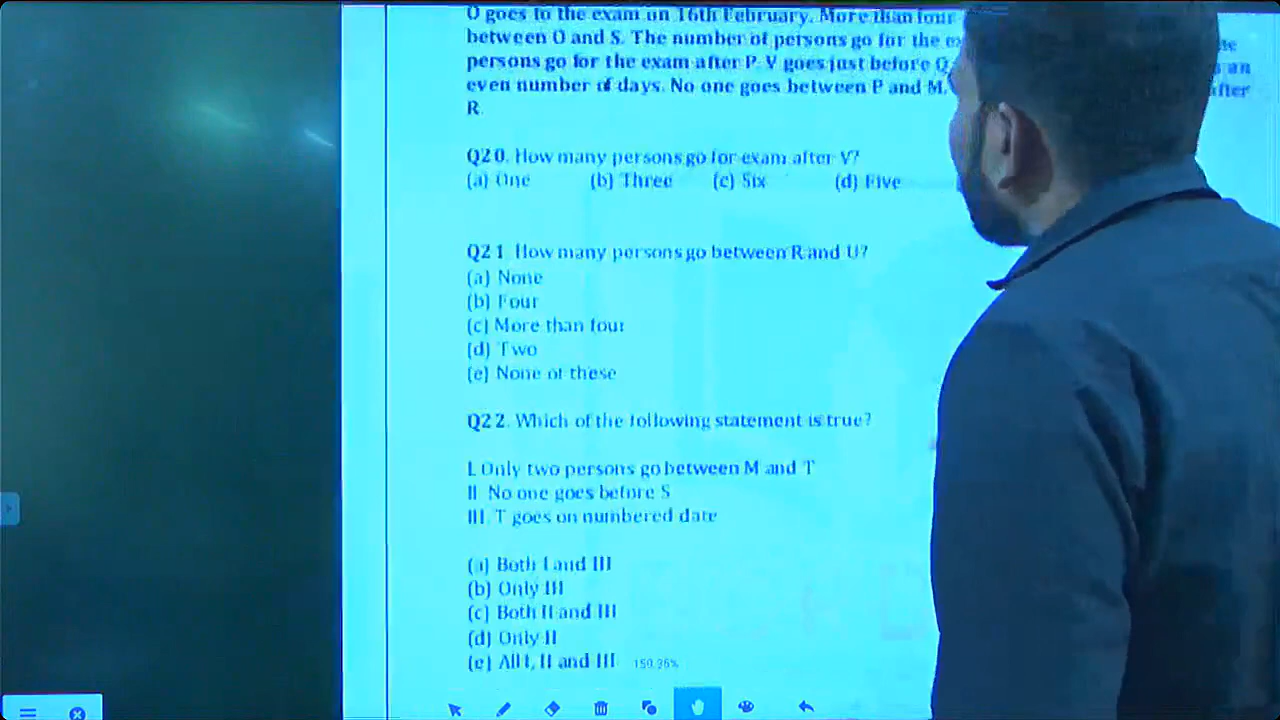 O goes to the exam on 16th February. More than four
between O and S. The number of persons go for the
persons go for the exam after P. V goes just before Q, an
even number of days. No one goes between P and M. after
R.
Q20. How many persons go for exam after V?
(a) One (b) Three (c) Six (d) Five
Q21. How many persons go between R and U?
(a) None
(b) Four
(c) More than four
(d) Two
(e) None of these
Q22. Which of the following statement is true?
I. Only two persons go between M and T
II. No one goes before S
III. T goes on numbered date
(a) Both I and III
(b) Only III
(c) Both II and III
(d) Only II
(e) All I, II and III 159.96%